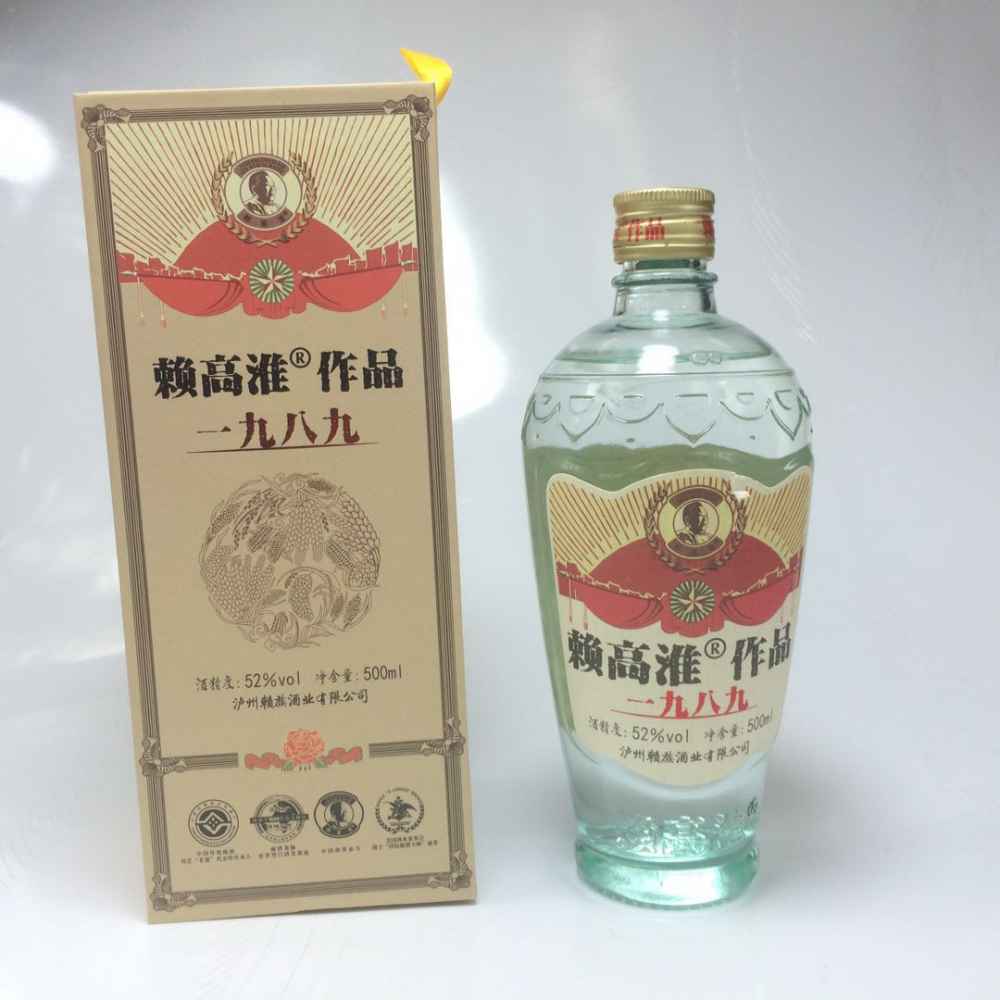 赖高淮®作品
一九八九
酒精度:52%vol 净含量:500ml
泸州赖旗酒业有限公司
作品
赖高淮®作品
一九八九
酒精度:52%vol 净含量:500ml
泸州赖旗酒业有限公司